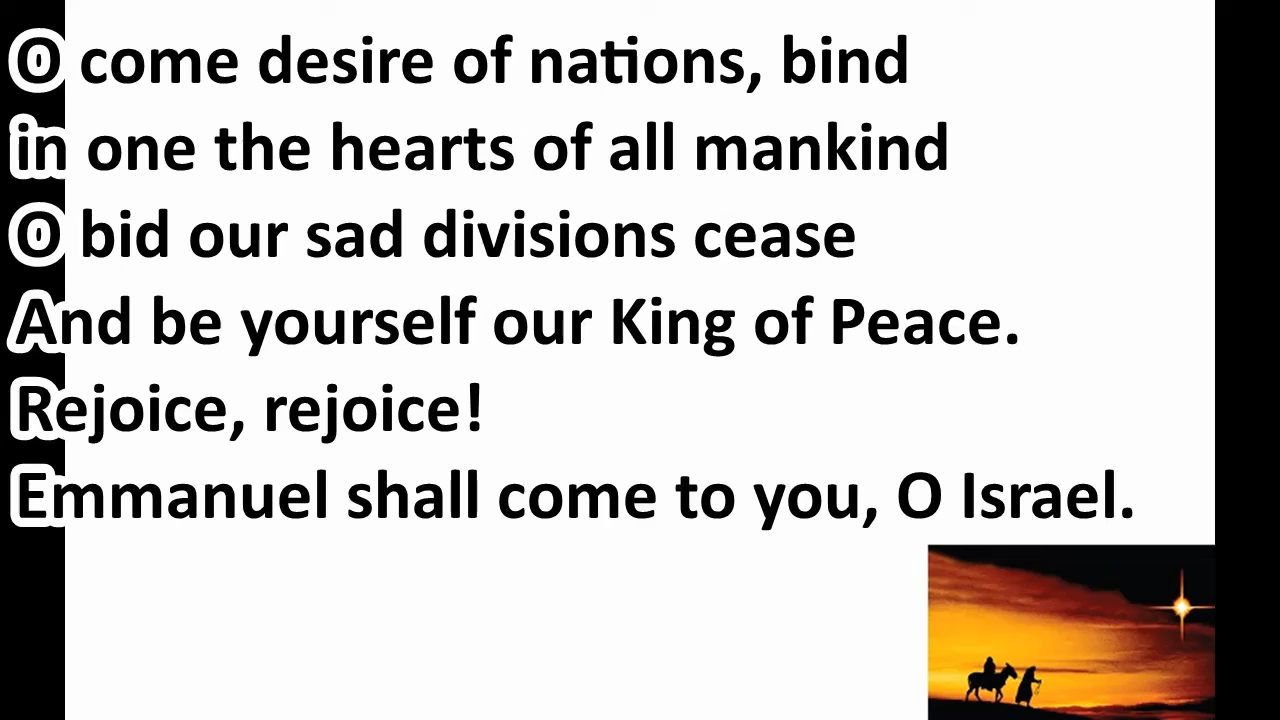 O come desire of nations, bind
in one the hearts of all mankind
O bid our sad divisions cease
And be yourself our King of Peace.
Rejoice, rejoice!
Emmanuel shall come to you, O Israel.